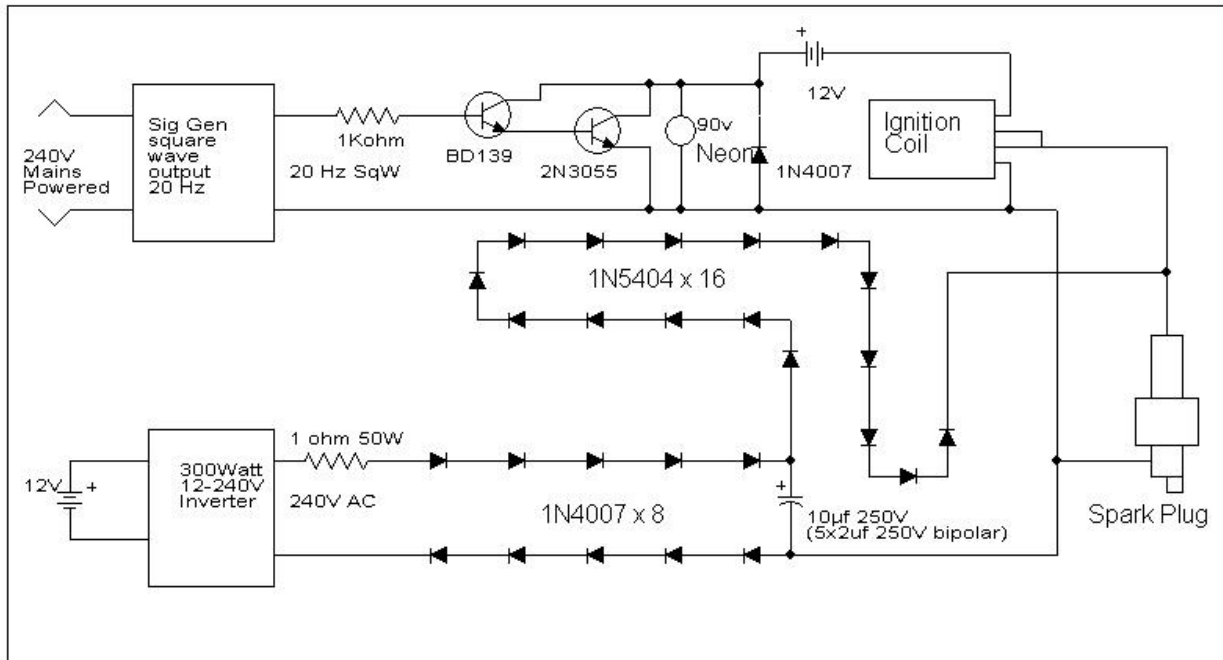 Sig Gen
square
wave
output
20 Hz
240V
Mains
Powered
1Kohm
20 Hz SqW
BD139
2N3055
90v
Neon
1N4007
+
12V
Ignition
Coil
1N5404 x 16
12V
+
300Watt
12-240V
Inverter
1 ohm 50W
240V AC
1N4007 x 8
+
10µf 250V
(5x2uf 250V bipolar)
Spark Plug